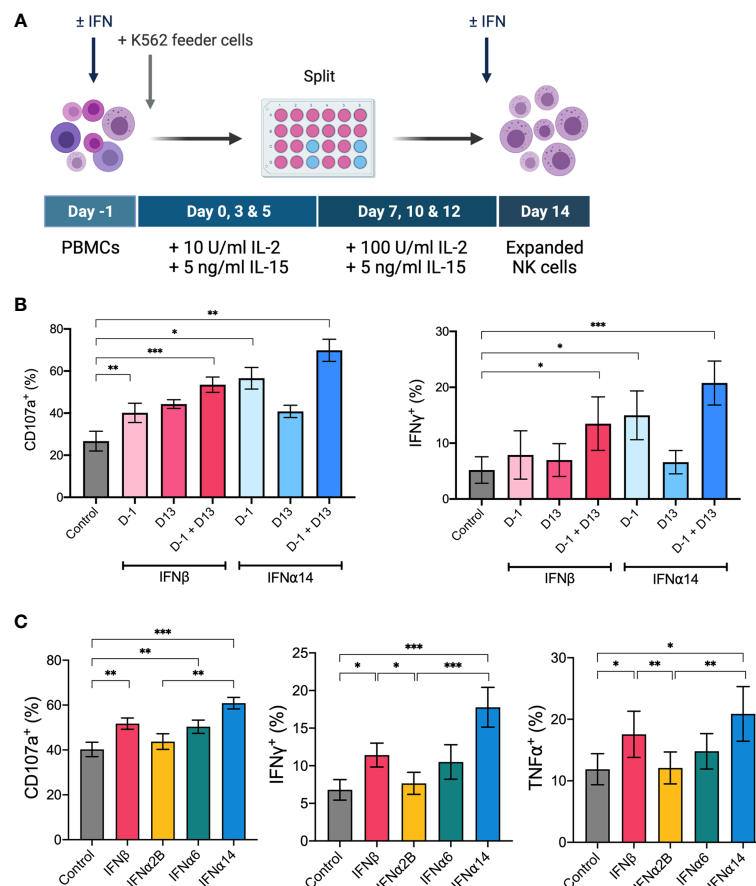 A
± IFN
+ K562 feeder cells
± IFN
Split
Day -1
Day 0, 3 & 5
Day 7, 10 & 12
Day 14
PBMCs
+ 10 U/ml IL-2
+ 5 ng/ml IL-15
+ 100 U/ml IL-2
+ 5 ng/ml IL-15
Expanded
NK cells
B
CD107a+ (%)
80
60
40
20
0
**
*
***
**
Control
D-1
D13
D-1 + D13
D-1
D13
D-1 + D13
IFNβ
IFNα14
IFNγ+ (%)
30
20
10
0
***
*
*
Control
D-1
D13
D-1 + D13
D-1
D13
D-1 + D13
IFNβ
IFNα14
C
CD107a+ (%)
80
60
40
20
0
***
**
**
**
Control
IFNβ
IFNα2B
IFNα6
IFNα14
IFNγ+ (%)
25
20
15
10
5
0
***
*
*
***
Control
IFNβ
IFNα2B
IFNα6
IFNα14
TNFα+ (%)
30
20
10
0
*
*
**
**
Control
IFNβ
IFNα2B
IFNα6
IFNα14